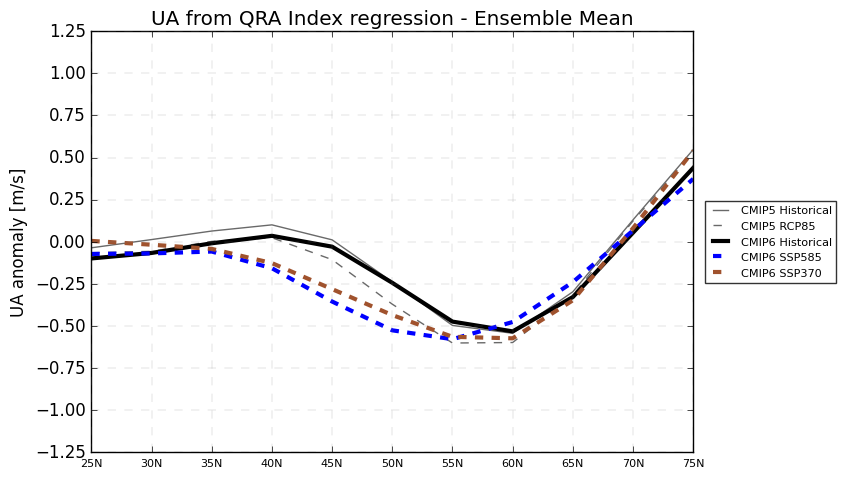 UA from QRA Index regression - Ensemble Mean
UA anomaly [m/s]
1.25
1.00
0.75
0.50
0.25
0.00
−0.25
−0.50
−0.75
−1.00
−1.25
25N 30N 35N 40N 45N 50N 55N 60N 65N 70N 75N
CMIP5 Historical
CMIP5 RCP85
CMIP6 Historical
CMIP6 SSP585
CMIP6 SSP370